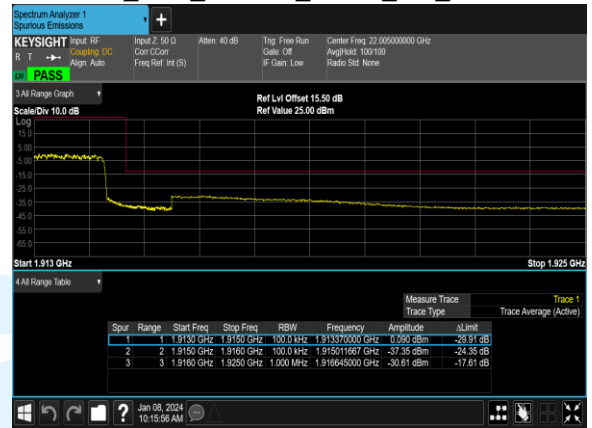 Spectrum Analyzer 1
Spurious Emissions
KEYSIGHT Input: RF Input Z: 50 Ω Atten: 40 dB Trig: Free Run Center Freq: 22.005000000 GHz
R T Coupling: DC Corr CCorr Gate: Off Avg|Hold: 100/100
Align: Auto Freq Ref: Int (S) IF Gain: Low Radio Std: None
PASS
3 All Range Graph
Ref Lvl Offset 15.50 dB
Scale/Div 10.0 dB Ref Value 25.00 dBm
Log
15.0
5.00
-5.00
-15.0
-25.0
-35.0
-45.0
-55.0
-65.0
Start 1.913 GHz Stop 1.925 GHz
4 All Range Table
Measure Trace Trace 1
Trace Type Trace Average (Active)
Spur Range Start Freq Stop Freq RBW Frequency Amplitude ΔLimit
1 1 1.9130 GHz 1.9150 GHz 100.0 kHz 1.913370000 GHz 0.090 dBm -29.91 dB
2 2 1.9150 GHz 1.9160 GHz 100.0 kHz 1.915011667 GHz -37.35 dBm -24.35 dB
3 3 1.9160 GHz 1.9250 GHz 1.000 MHz 1.916645000 GHz -30.61 dBm -17.61 dB
Jan 08, 2024
10:15:56 AM